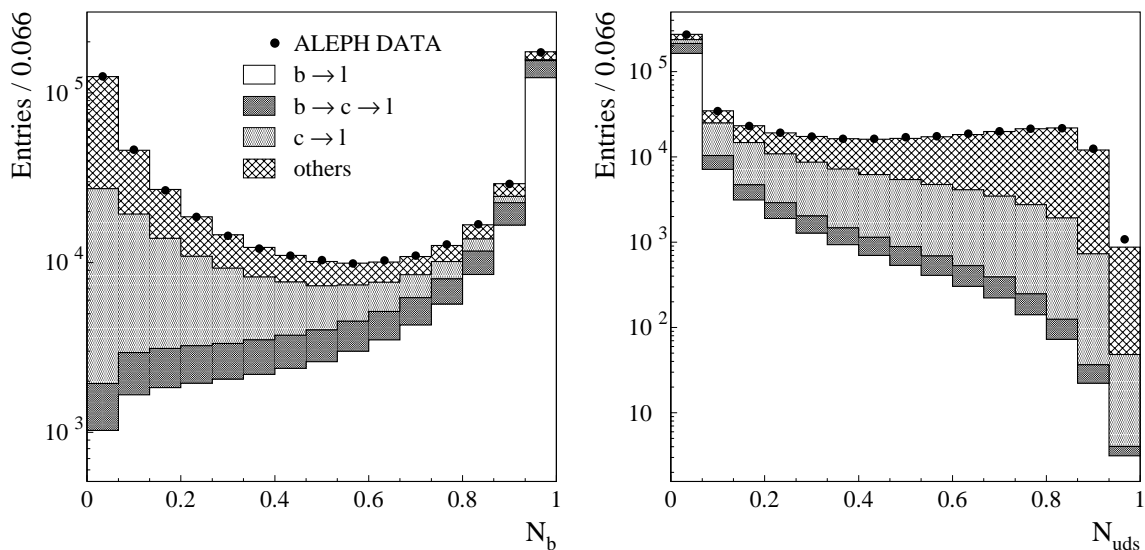 Entries / 0.066
10^5
10^4
10^3
ALEPH DATA
b → l
b → c → l
c → l
others
0 0.2 0.4 0.6 0.8 1
N_b
Entries / 0.066
10^5
10^4
10^3
10^2
10
0 0.2 0.4 0.6 0.8 1
N_uds